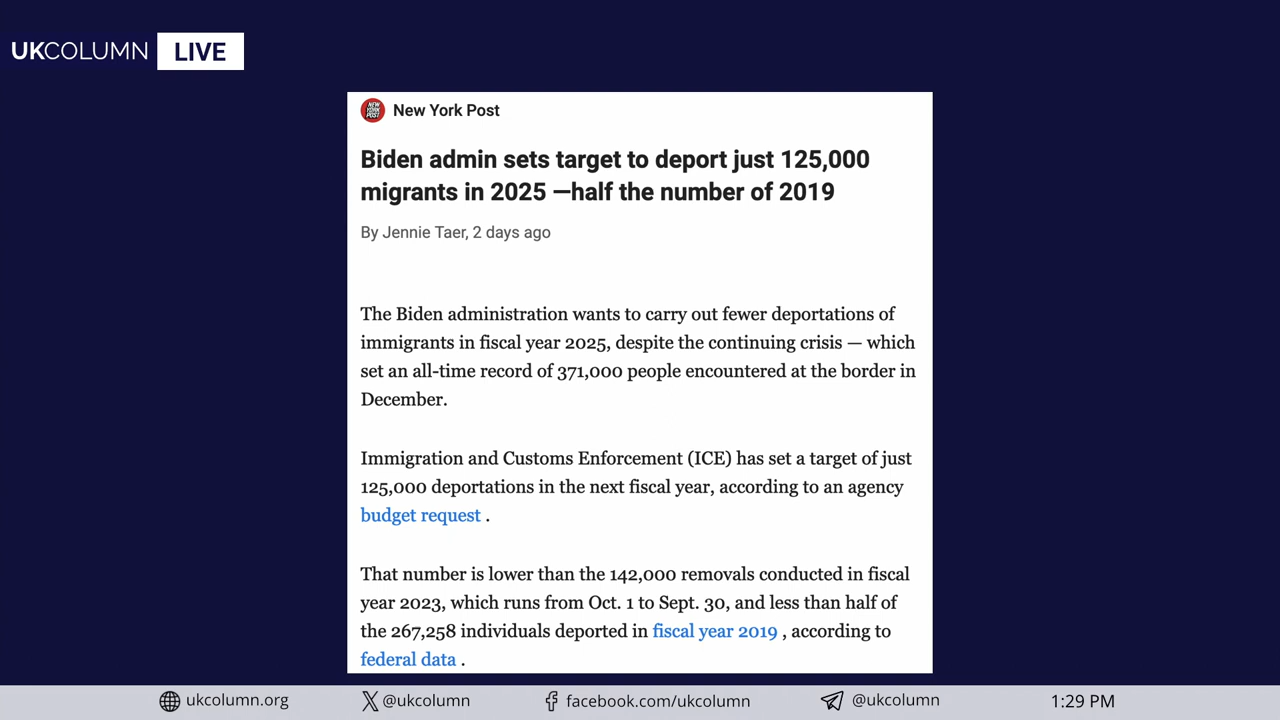 UKCOLUMN LIVE
NEW YORK POST
New York Post
Biden admin sets target to deport just 125,000
migrants in 2025 —half the number of 2019
By Jennie Taer, 2 days ago
The Biden administration wants to carry out fewer deportations of
immigrants in fiscal year 2025, despite the continuing crisis — which
set an all-time record of 371,000 people encountered at the border in
December.
Immigration and Customs Enforcement (ICE) has set a target of just
125,000 deportations in the next fiscal year, according to an agency
budget request .
That number is lower than the 142,000 removals conducted in fiscal
year 2023, which runs from Oct. 1 to Sept. 30, and less than half of
the 267,258 individuals deported in fiscal year 2019 , according to
federal data .
ukcolumn.org @ukcolumn facebook.com/ukcolumn @ukcolumn 1:29 PM